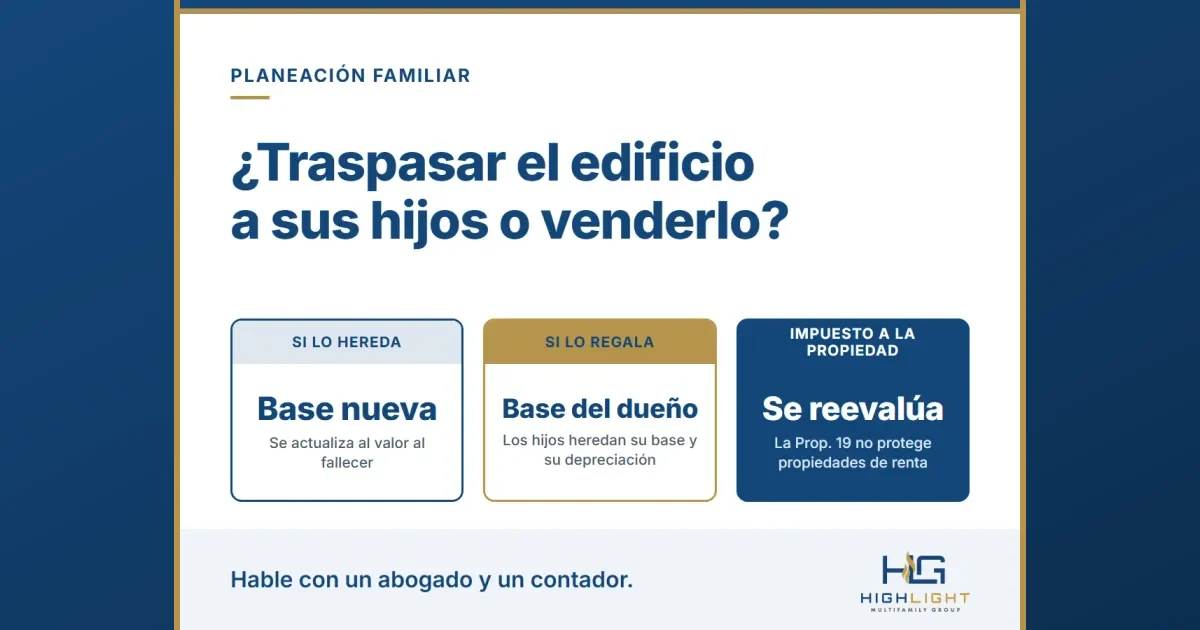 PLANEACIÓN FAMILIAR
¿Traspasar el edificio
a sus hijos o venderlo?
SI LO HEREDA
Base nueva
Se actualiza al valor al
fallecer
SI LO REGALA
Base del dueño
Los hijos heredan su base y
su depreciación
IMPUESTO A LA
PROPIEDAD
Se reevalúa
La Prop. 19 no protege
propiedades de renta
Hable con un abogado y un contador.
HLG
HIGHLIGHT
MULTIFAMILY GROUP